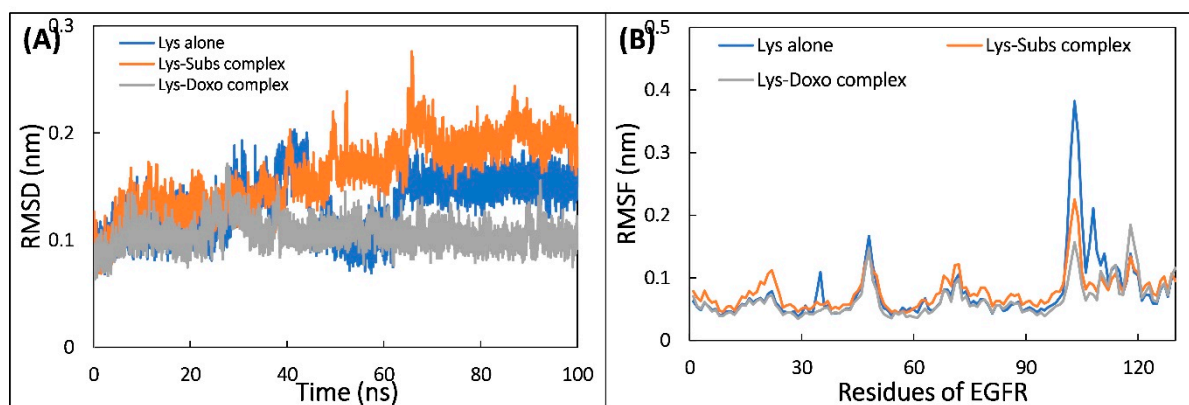 (A)
Lys alone
Lys-Subs complex
Lys-Doxo complex
RMSD (nm)
0.3
0.2
0.1
0
0 20 40 60 80 100
Time (ns)
(B)
Lys alone
Lys-Subs complex
Lys-Doxo complex
RMSF (nm)
0.5
0.4
0.3
0.2
0.1
0
0 30 60 90 120
Residues of EGFR